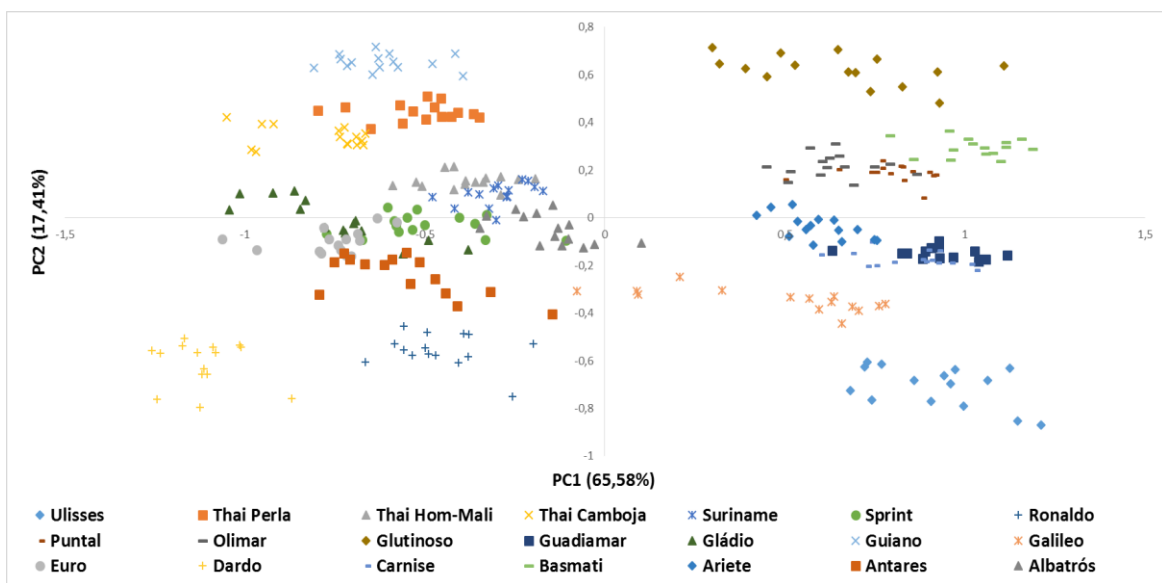 0,8
0,6
0,4
0,2
0
-1,5 -1 -0,5 0 0,5 1 1,5
-0,2
-0,4
-0,6
-0,8
-1
PC2 (17,41%)
PC1 (65,58%)
Ulisses Thai Perla Thai Hom-Mali Thai Camboja Suriname Sprint Ronaldo
Puntal Olimar Glutinoso Guadiamar Gládio Guiano Galileo
Euro Dardo Carnise Basmati Ariete Antares Albatrós